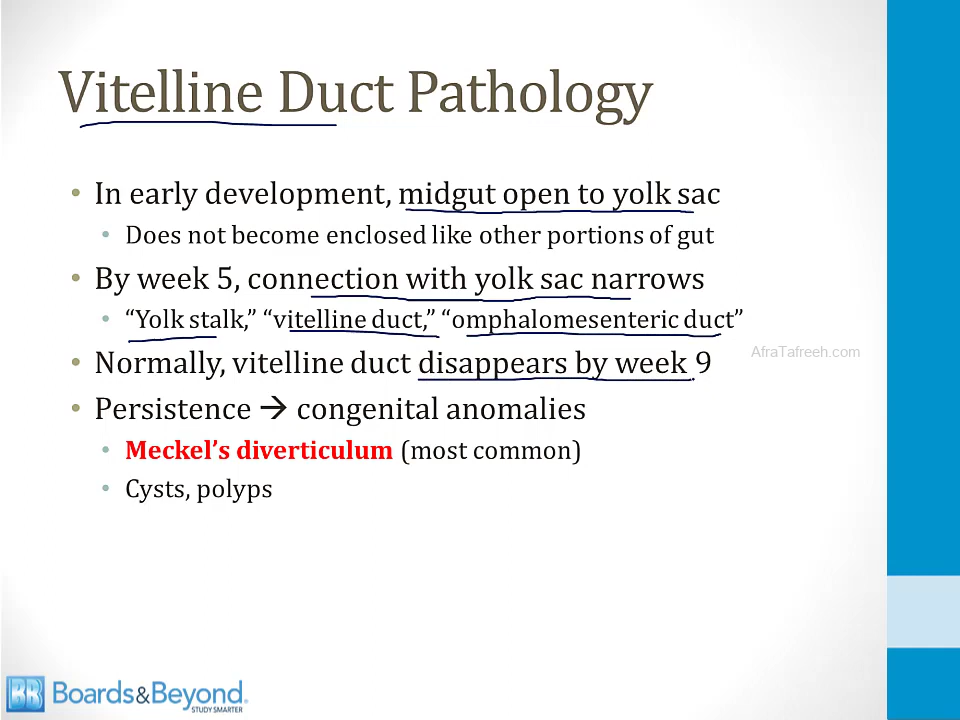 Vitelline Duct Pathology
• In early development, midgut open to yolk sac
• Does not become enclosed like other portions of gut
• By week 5, connection with yolk sac narrows
• “Yolk stalk,” “vitelline duct,” “omphalomesenteric duct”
AfraTafreeh.com
• Normally, vitelline duct disappears by week 9
• Persistence → congenital anomalies
• Meckel’s diverticulum (most common)
• Cysts, polyps
BB Boards&Beyond.
STUDY SMARTER